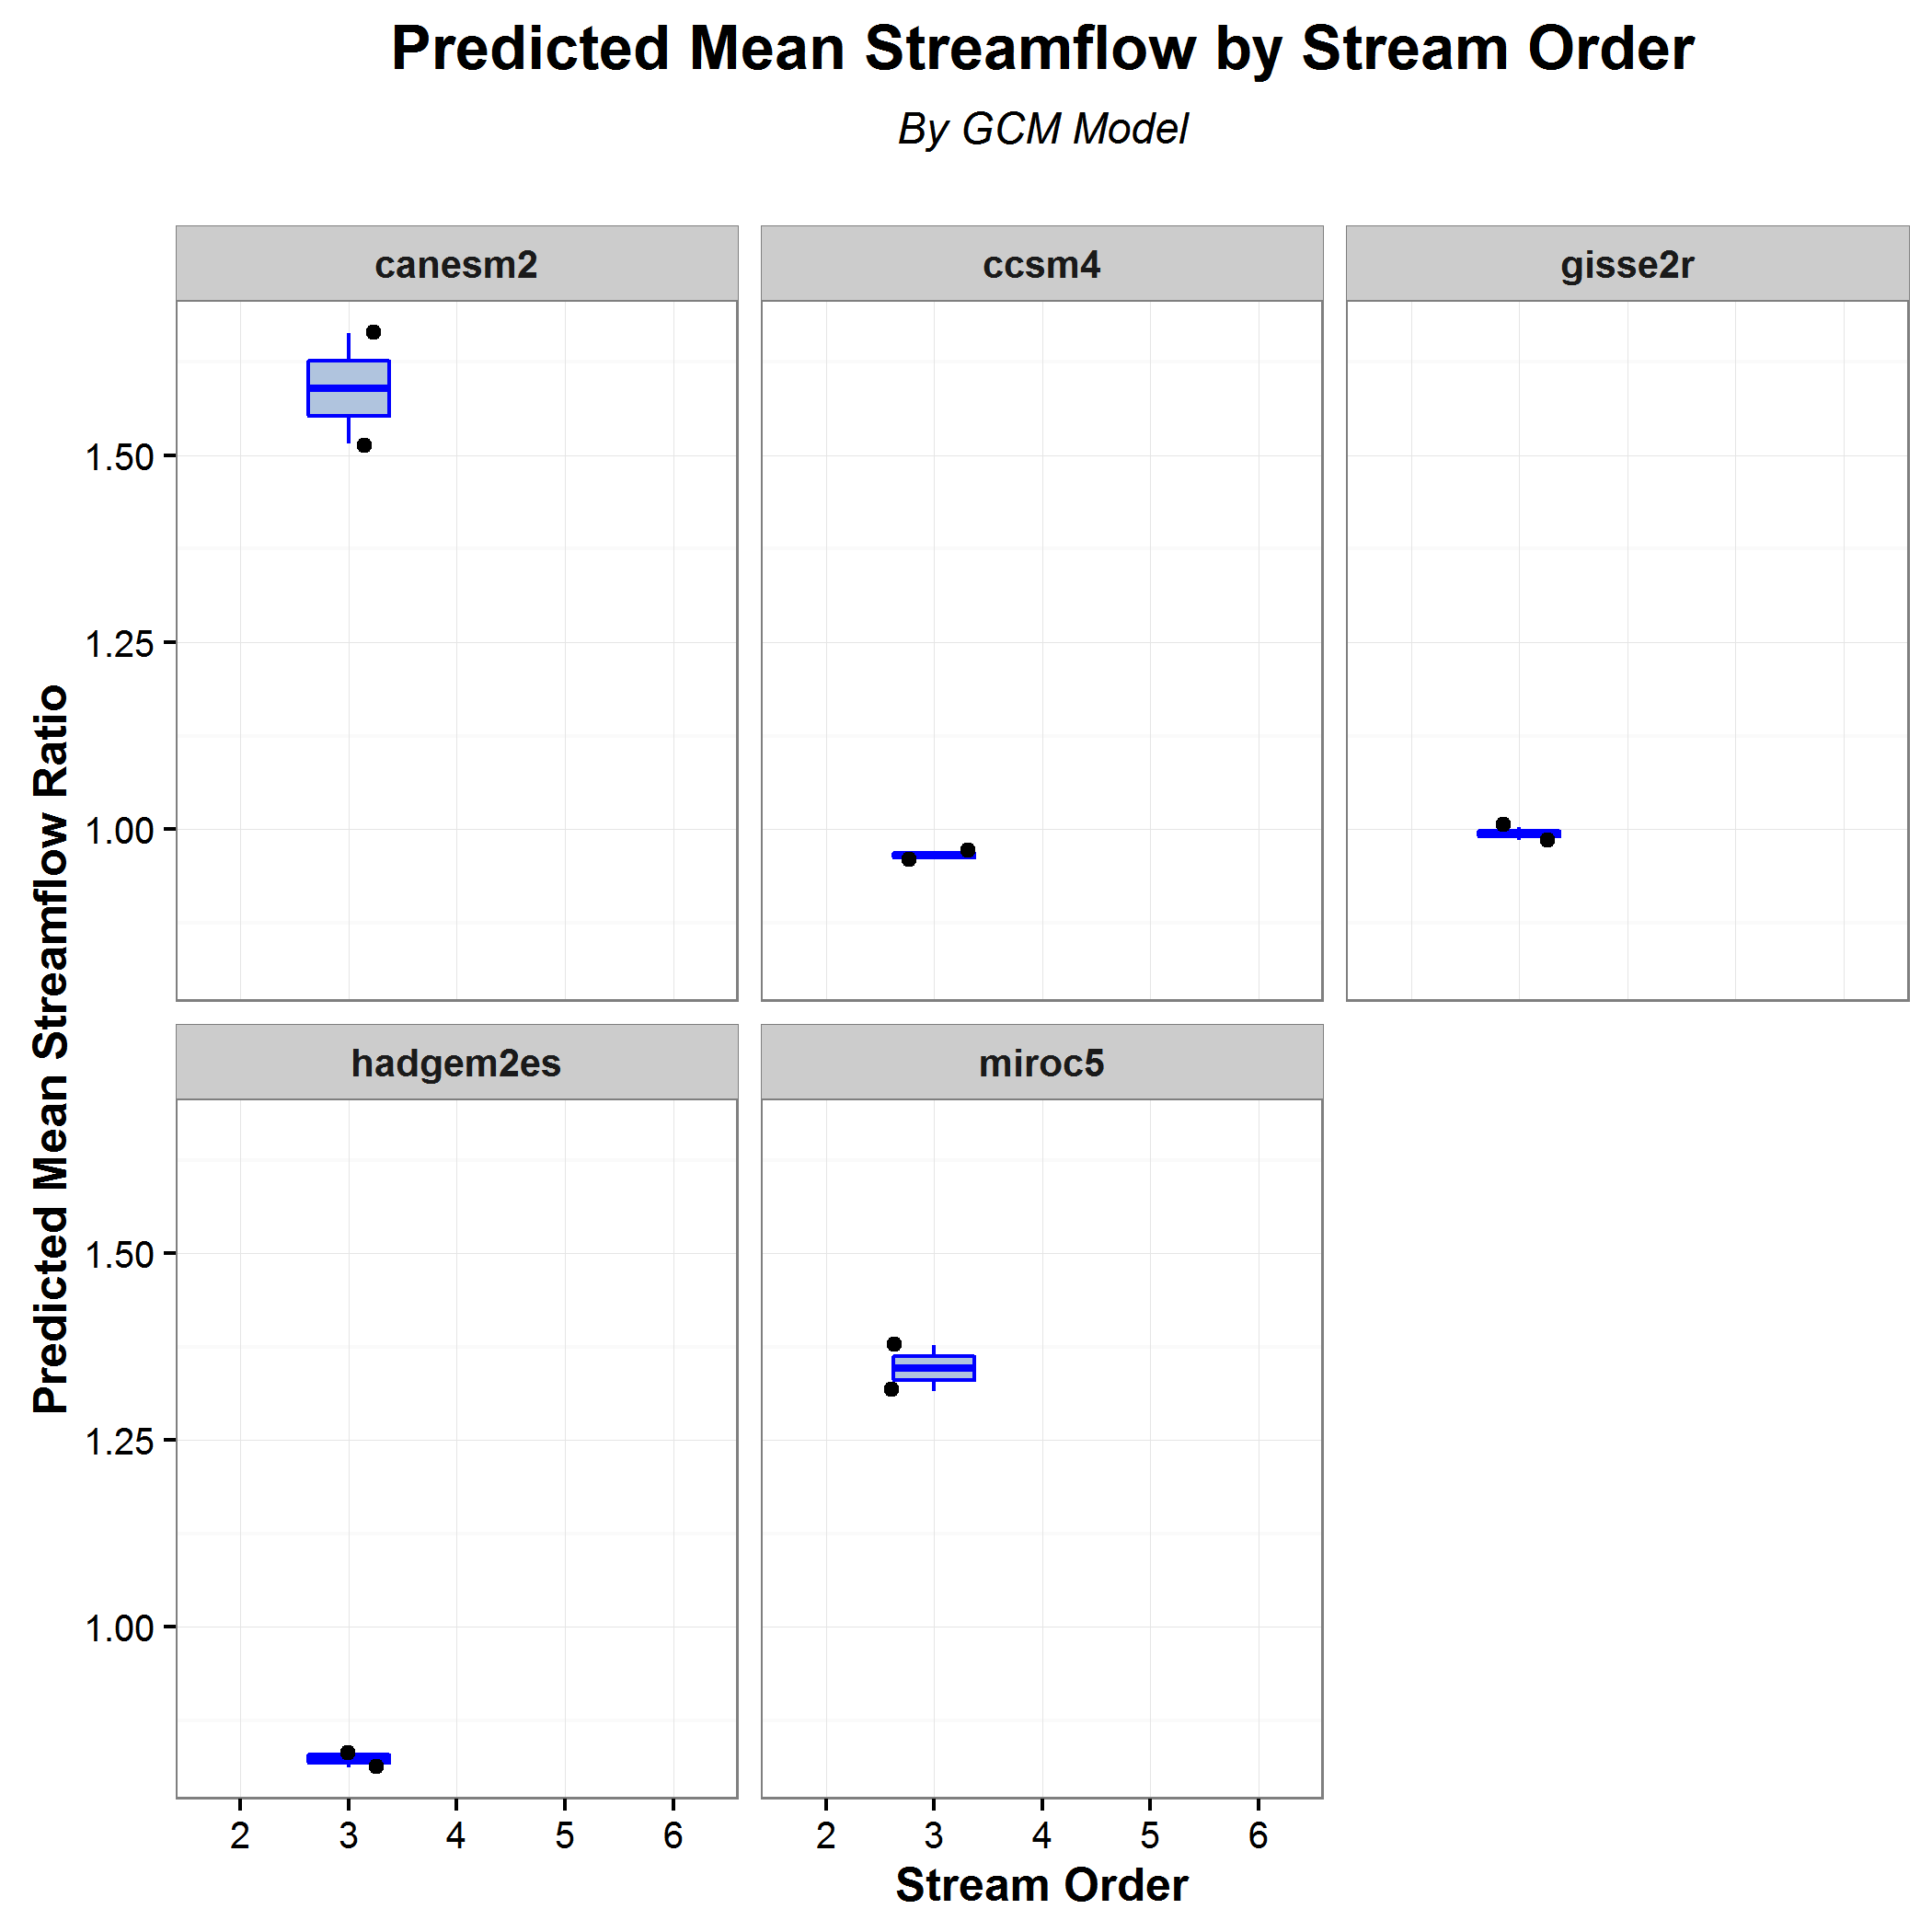 Predicted Mean Streamflow by Stream Order
By GCM Model
canesm2
ccsm4
gisse2r
1.50
1.25
1.00
Predicted Mean Streamflow Ratio
hadgem2es
miroc5
1.50
1.25
1.00
2 3 4 5 6
2 3 4 5 6
Stream Order